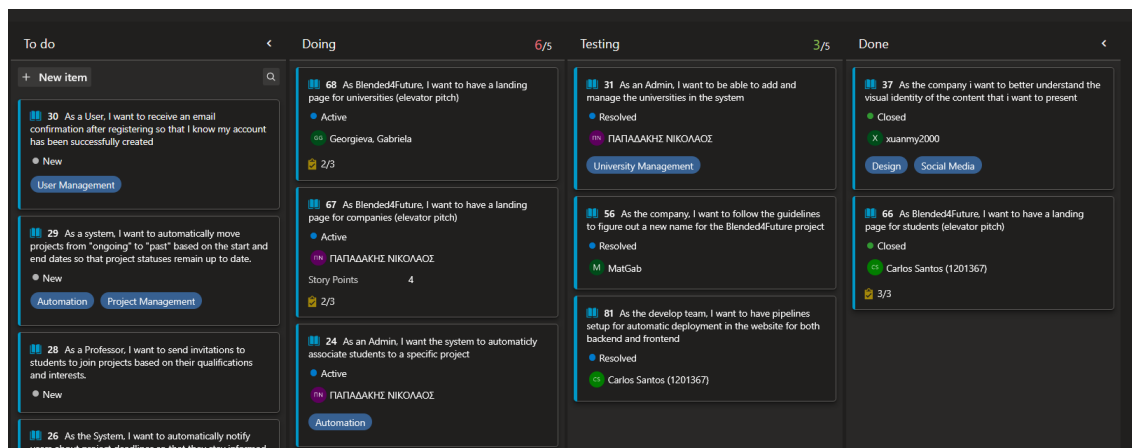 To do
+ New item
30 As a User, I want to receive an email
confirmation after registering so that I know my account
has been successfully created
New
User Management
29 As a system, I want to automatically move
projects from "ongoing" to "past" based on the start and
end dates so that project statuses remain up to date.
New
Automation Project Management
28 As a Professor, I want to send invitations to
students to join projects based on their qualifications
and interests.
New
26 As the System, I want to automatically notify
users about project deadlines so that they stay informed
Doing 6/5
68 As Blended4Future, I want to have a landing
page for universities (elevator pitch)
Active
GG Georgieva, Gabriela
2/3
67 As Blended4Future, I want to have a landing
page for companies (elevator pitch)
Active
ΠΝ ΠΑΠΑΔΑΚΗΣ ΝΙΚΟΛΑΟΣ
Story Points 4
2/3
24 As an Admin, I want the system to automaticly
associate students to a specific project
Active
ΠΝ ΠΑΠΑΔΑΚΗΣ ΝΙΚΟΛΑΟΣ
Automation
Testing 3/5
31 As an Admin, I want to be able to add and
manage the universities in the system
Resolved
ΠΝ ΠΑΠΑΔΑΚΗΣ ΝΙΚΟΛΑΟΣ
University Management
56 As the company, I want to follow the guidelines
to figure out a new name for the Blended4Future project
Resolved
M MatGab
81 As the develop team, I want to have pipelines
setup for automatic deployment in the website for both
backend and frontend
Resolved
CS Carlos Santos (1201367)
Done
37 As the company i want to better understand the
visual identity of the content that i want to present
Closed
X xuanmy2000
Design Social Media
66 As Blended4Future, I want to have a landing
page for students (elevator pitch)
Closed
CS Carlos Santos (1201367)
3/3